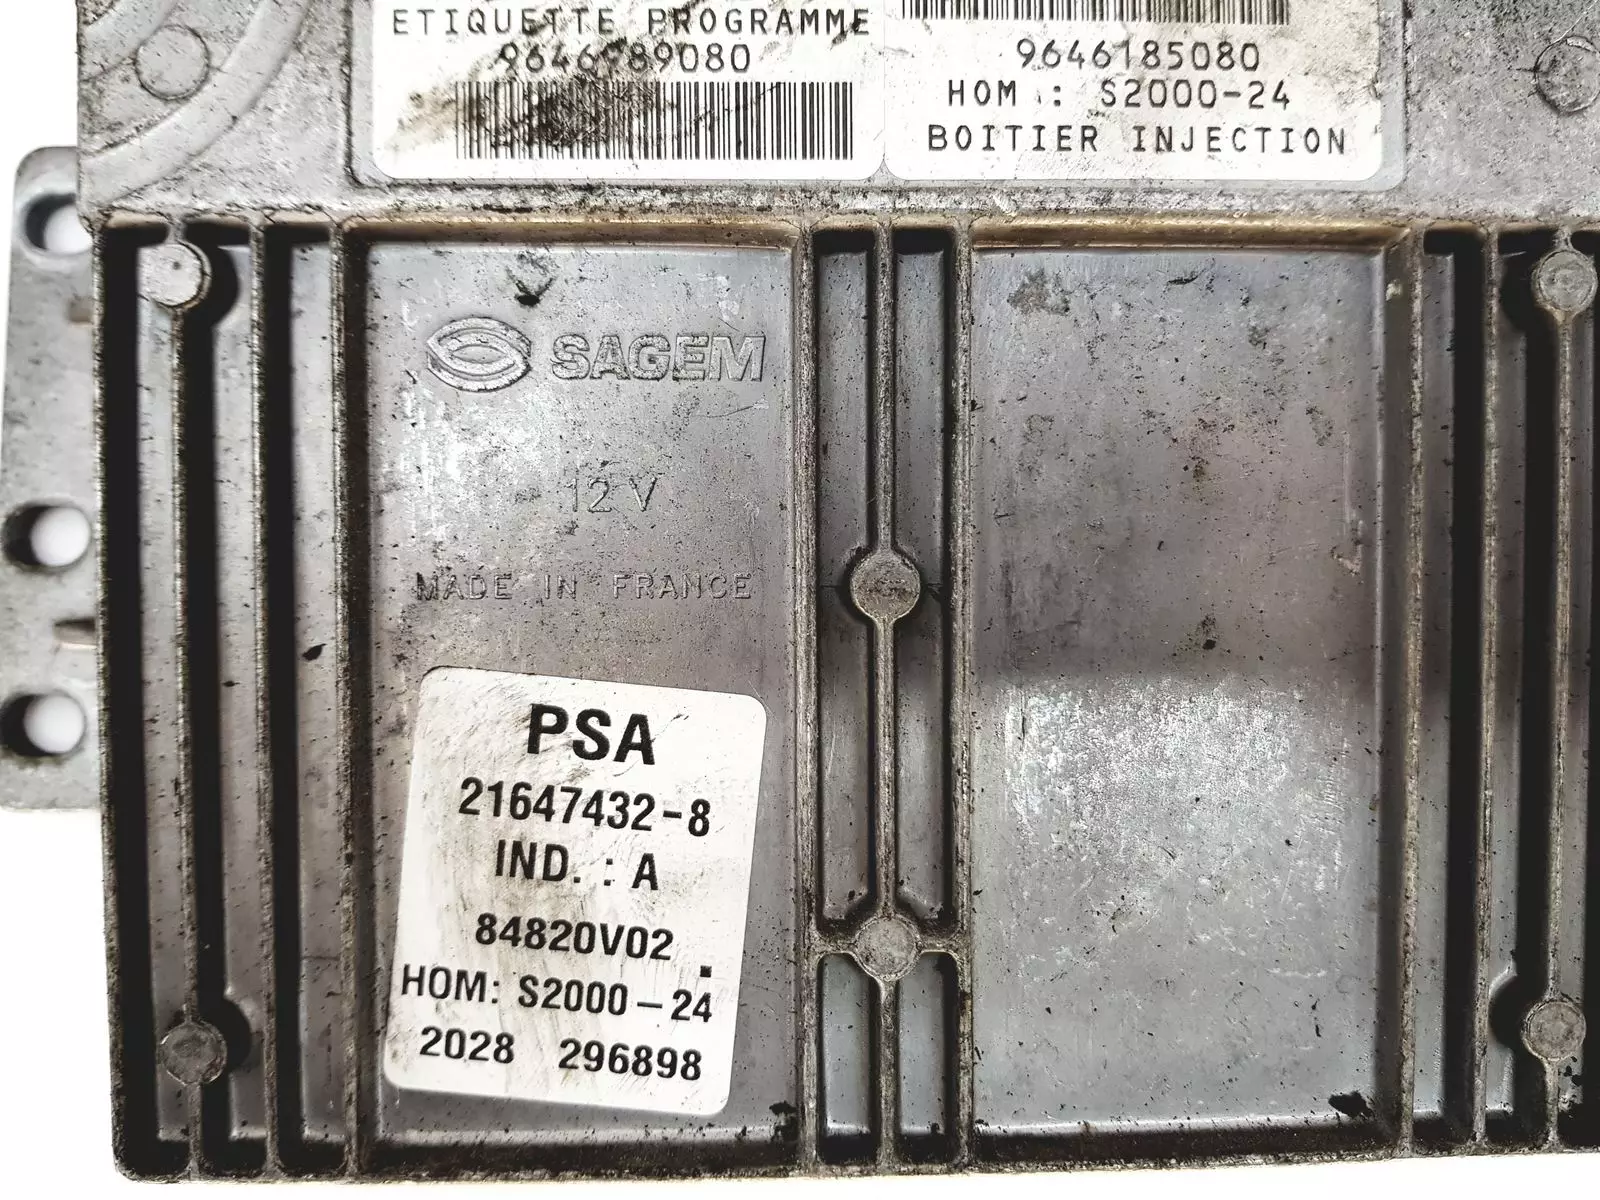 ETIQUETTE PROGRAMME
9646185080
HOM : S2000-24
BOITIER INJECTION
SAGEM
12 V
MADE IN FRANCE
PSA
21647432-8
IND. : A
84820V02
HOM: S2000-24
2028 296898